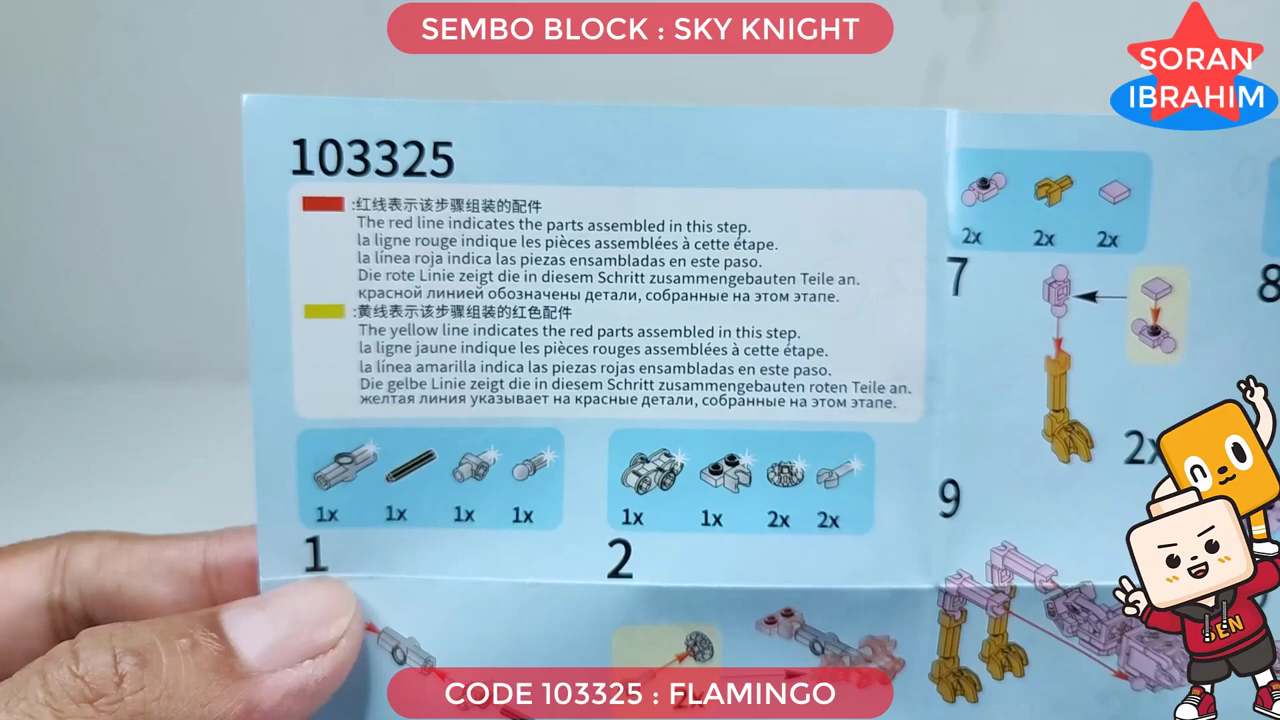 SEMBO BLOCK : SKY KNIGHT
SORAN
IBRAHIM
103325
:红线表示该步骤组装的配件
The red line indicates the parts assembled in this step.
la ligne rouge indique les pièces assemblées à cette étape.
la línea roja indica las piezas ensambladas en este paso.
Die rote Linie zeigt die in diesem Schritt zusammengebauten Teile an.
красной линией обозначены детали, собранные на этом этапе.
:黄线表示该步骤组装的红色配件
The yellow line indicates the red parts assembled in this step.
la ligne jaune indique les pièces rouges assemblées à cette étape.
la línea amarilla indica las piezas rojas ensambladas en este paso.
Die gelbe Linie zeigt die in diesem Schritt zusammengebauten roten Teile an.
желтая линия указывает на красные детали, собранные на этом этапе.
1x 1x 1x 1x
1
1x 1x 2x 2x
2
2x 2x 2x
7
8
2x
9
2x
CODE 103325 : FLAMINGO